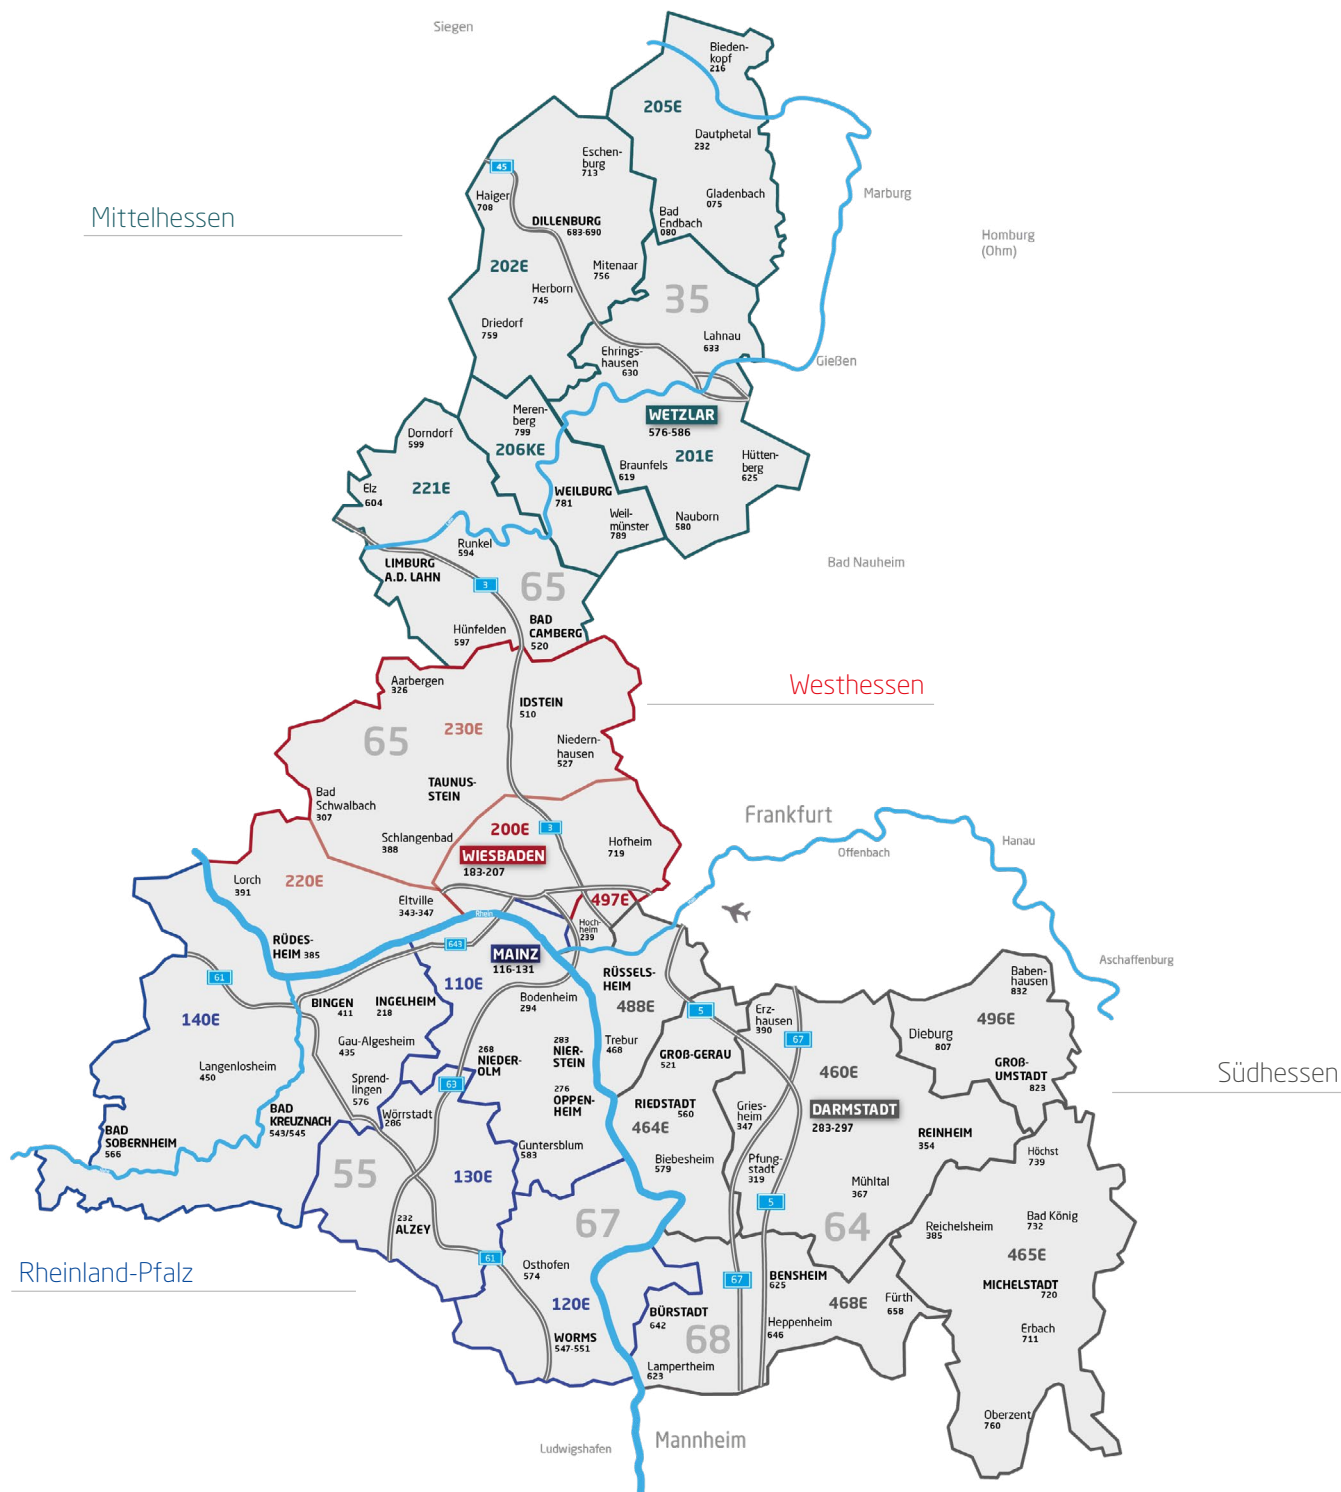 Siegen
Bieden-
kopf
216
205E
Dautphetal
232
Eschen-
burg
713
45
Haiger
708
Gladenbach
075
Marburg
Mittelhessen
Bad
Endbach
080
DILLENBURG
683-690
Homburg
(Ohm)
202E
Mitenaar
756
Herborn
745
35
Driedorf
759
Lahnau
633
Ehrings-
hausen
630
Gießen
Meren-
berg
799
WETZLAR
576-586
Dorndorf
599
206KE
201E
Braunfels
619
Hütten-
berg
625
Elz
604
221E
WEILBURG
781
Weil-
münster
789
Nauborn
580
Runkel
594
LIMBURG
A.D. LAHN
Bad Nauheim
3
65
Hünfelden
597
BAD
CAMBERG
520
Aarbergen
326
Westhessen
IDSTEIN
510
65
230E
Niedern-
hausen
527
TAUNUS-
STEIN
Bad
Schwalbach
307
Frankfurt
200E
3
Schlangenbad
388
Hofheim
719
WIESBADEN
183-207
Offenbach
Hanau
Lorch
391
220E
Eltville
343-347
497E
Rhein
Hoch-
heim
239
RÜDES-
HEIM 385
643
MAINZ
116-131
Aschaffenburg
61
110E
RÜSSELS-
HEIM
Baben-
hausen
832
BINGEN
411
INGELHEIM
218
Bodenheim
294
488E
5
Erz-
hausen
390
496E
140E
Dieburg
807
Gau-Algesheim
435
67
268
NIEDER-
OLM
283
NIER-
STEIN
Trebur
468
GROß-GERAU
521
Langenlosheim
450
460E
GROß-
UMSTADT
823
Südhessen
Sprend-
lingen
576
63
276
OPPEN-
HEIM
RIEDSTADT
560
Gries-
heim
347
DARMSTADT
283-297
BAD
KREUZNACH
543/545
Wörrstadt
286
464E
REINHEIM
354
BAD
SOBERNHEIM
566
Guntersblum
583
Biebesheim
579
Pfung-
stadt
319
Höchst
739
55
130E
Mühltal
367
5
232
ALZEY
67
64
Reichelsheim
385
Bad König
732
465E
61
Rheinland-Pfalz
Osthofen
574
67
BENSHEIM
625
MICHELSTADT
720
120E
BÜRSTADT
642
468E
Fürth
658
68
Heppenheim
646
Erbach
711
WORMS
547-551
Lampertheim
623
Oberzent
760
Ludwigshafen
Mannheim